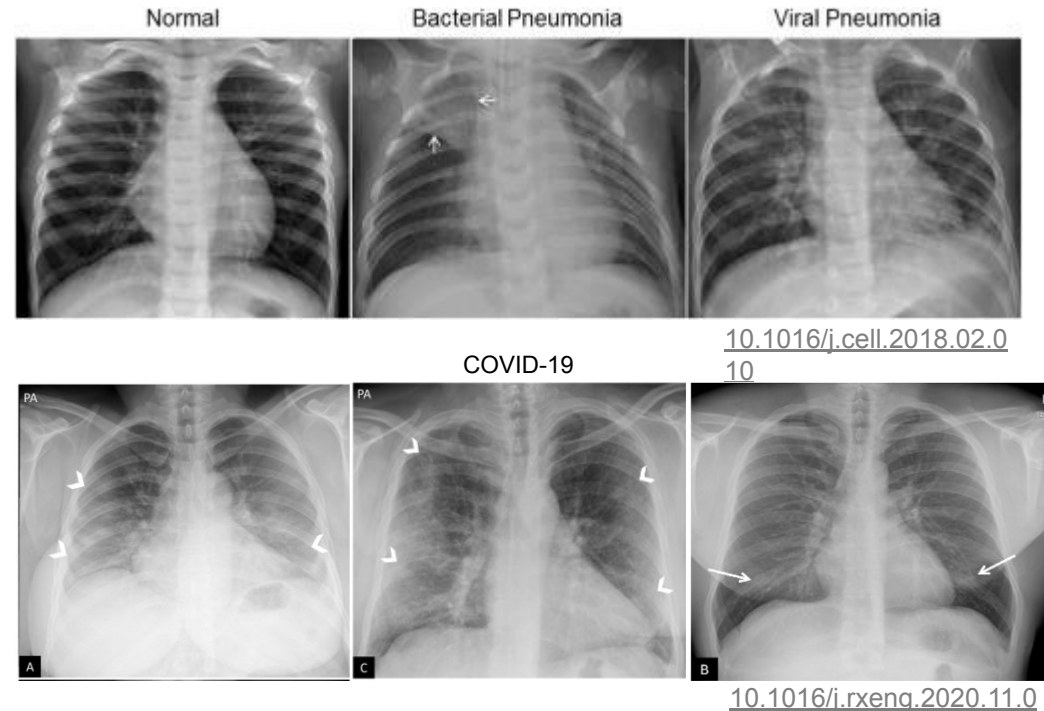 Normal
Bacterial Pneumonia
Viral Pneumonia
10.1016/j.cell.2018.02.0
10
COVID-19
PA
PA
A
C
B
10.1016/j.rxeng.2020.11.0